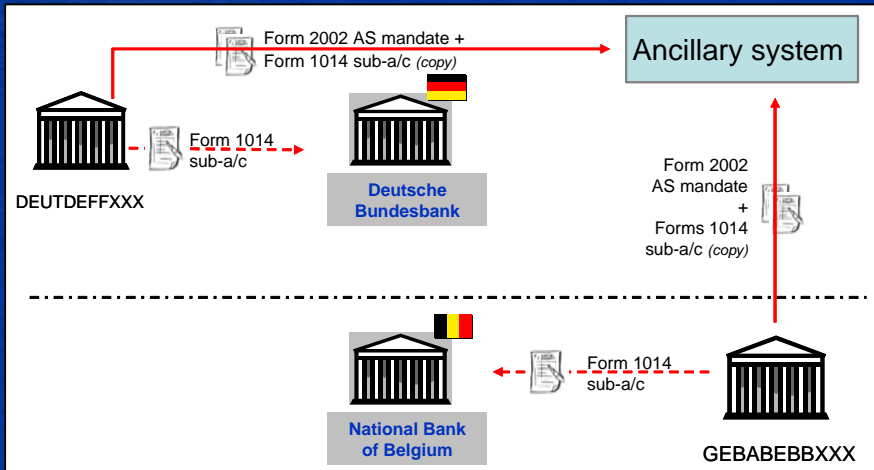 Form 2002 AS mandate +
Form 1014 sub-a/c (copy)
Ancillary system
Form 1014
sub-a/c
DEUTDEFFXXX
Deutsche
Bundesbank
Form 2002
AS mandate
+
Forms 1014
sub-a/c (copy)
Form 1014
sub-a/c
National Bank
of Belgium
GEBABEBBXXX